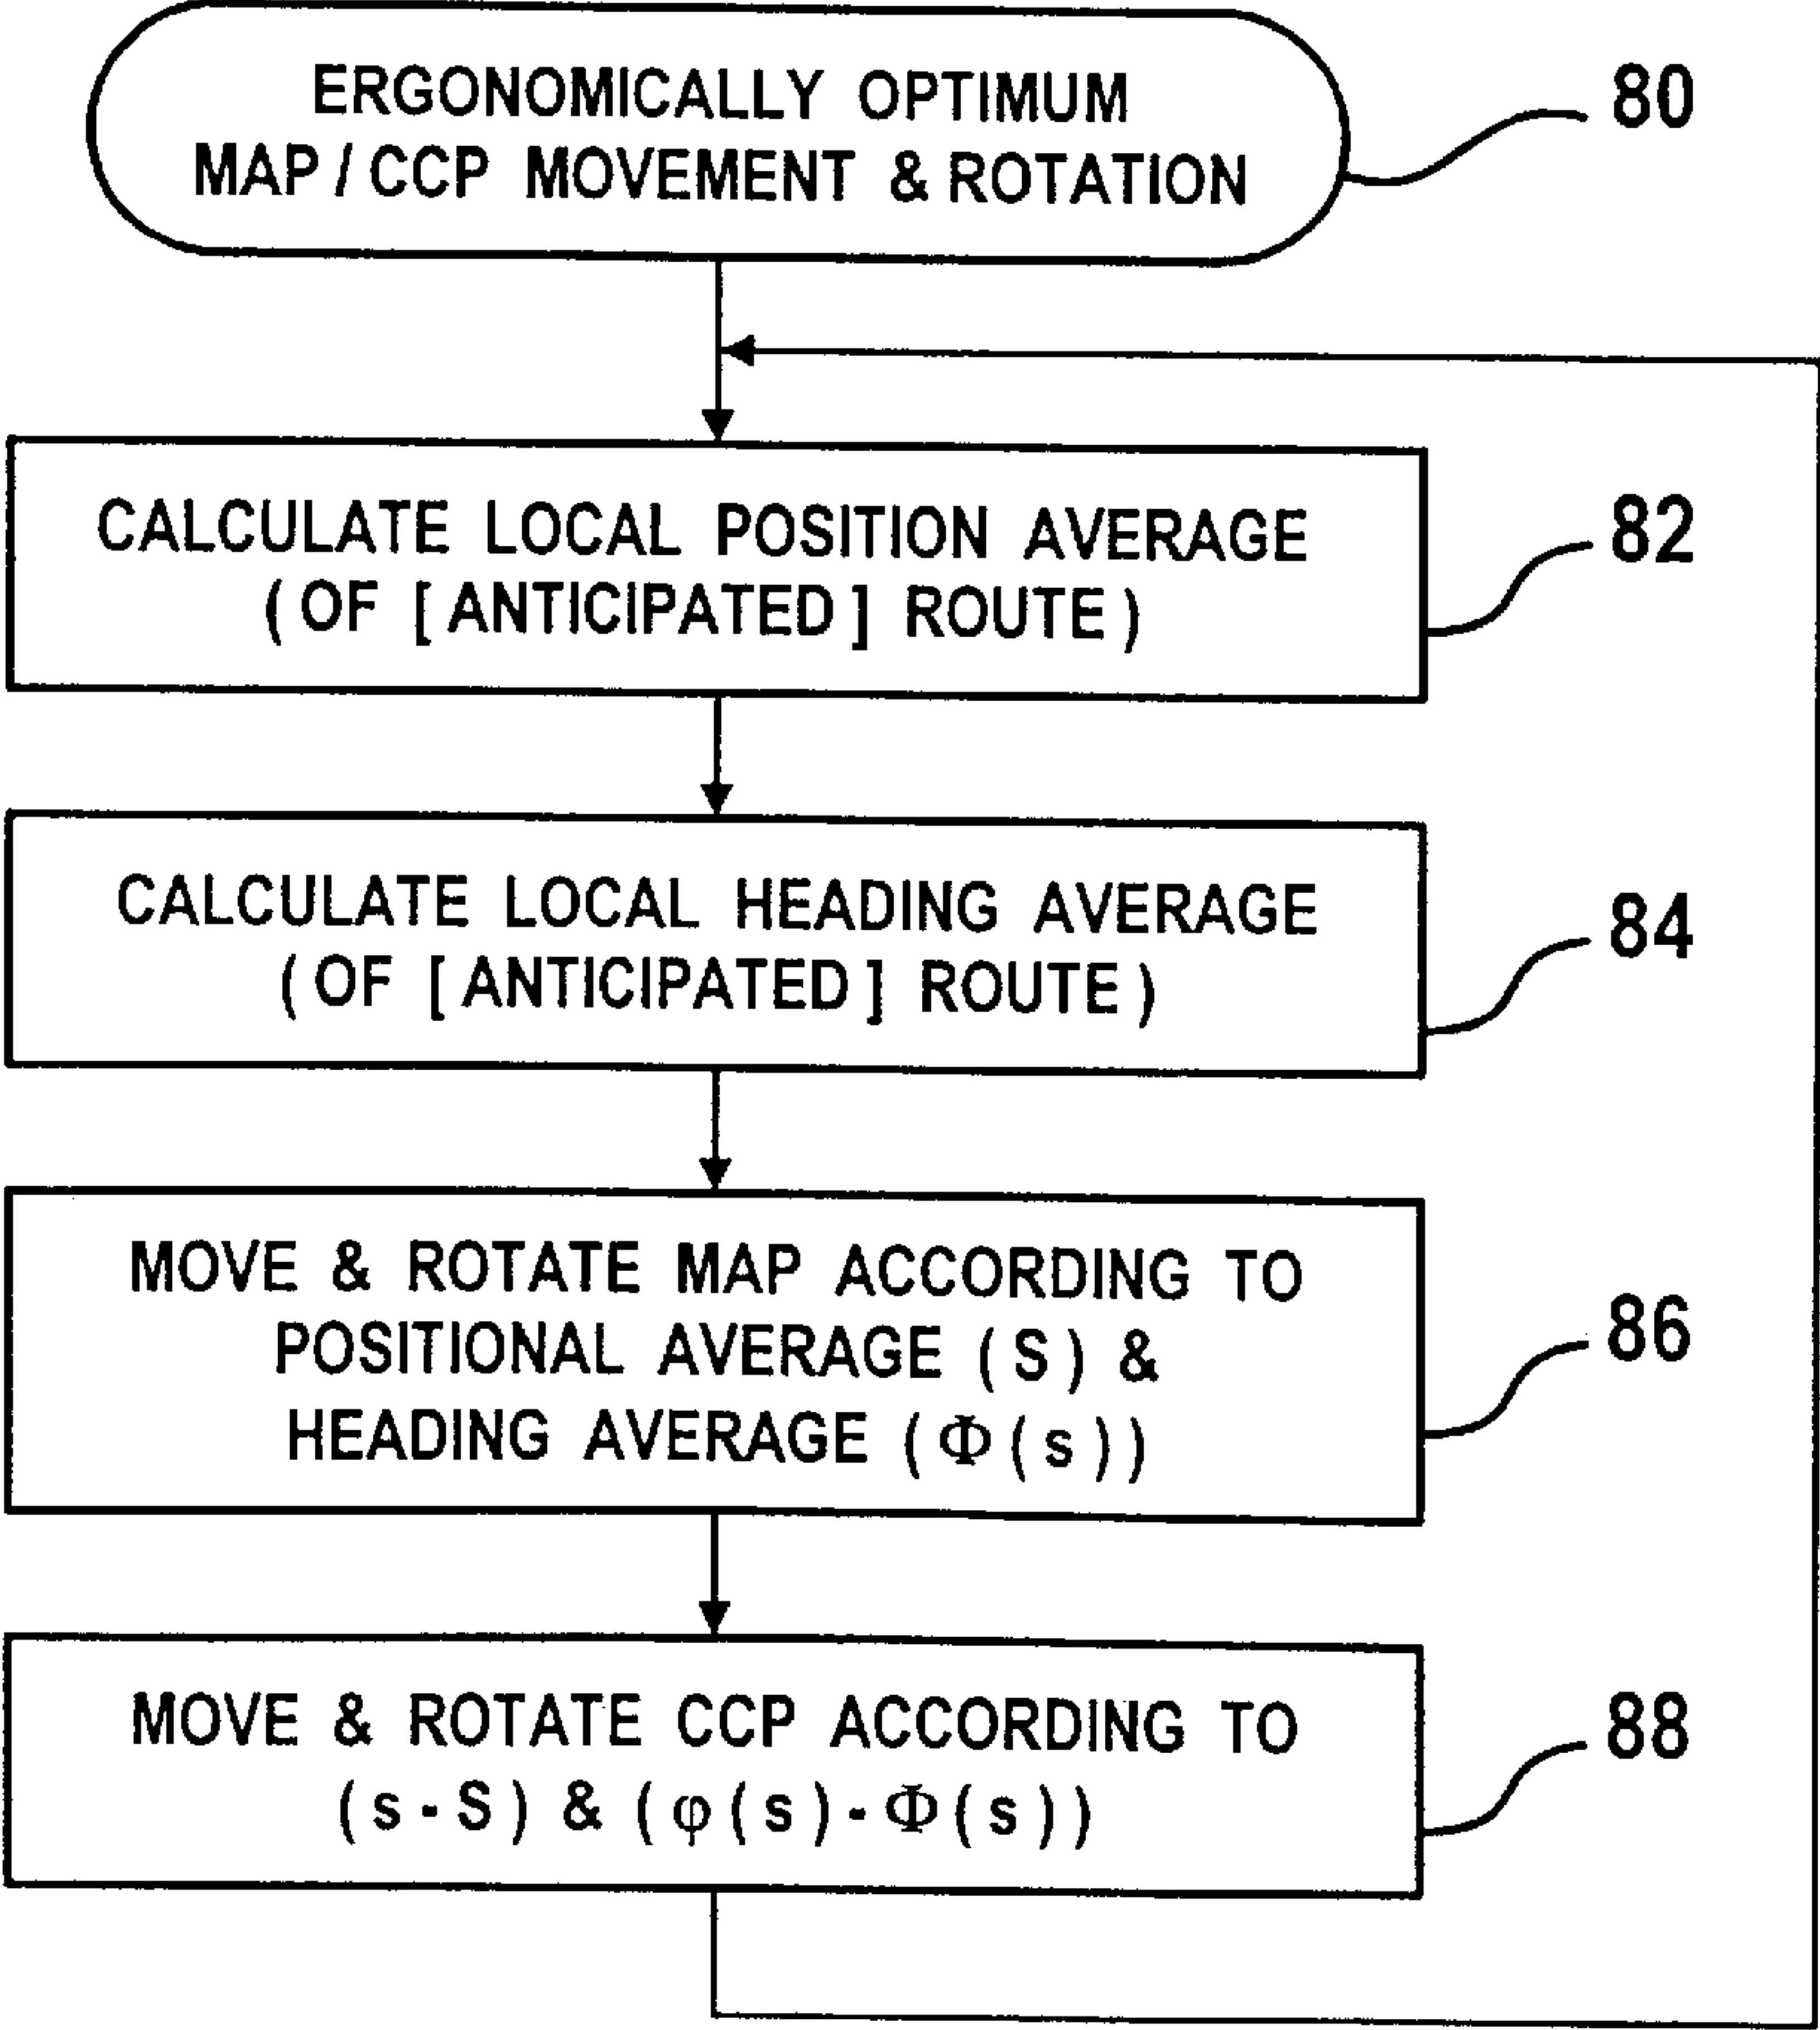 ERGONOMICALLY OPTIMUM
MAP / CCP MOVEMENT & ROTATION
80
CALCULATE LOCAL POSITION AVERAGE
(OF [ANTICIPATED] ROUTE)
82
CALCULATE LOCAL HEADING AVERAGE
(OF [ANTICIPATED] ROUTE)
84
MOVE & ROTATE MAP ACCORDING TO
POSITIONAL AVERAGE (S) &
HEADING AVERAGE (Φ(s))
86
MOVE & ROTATE CCP ACCORDING TO
(s-S) & (φ(s)-Φ(s))
88